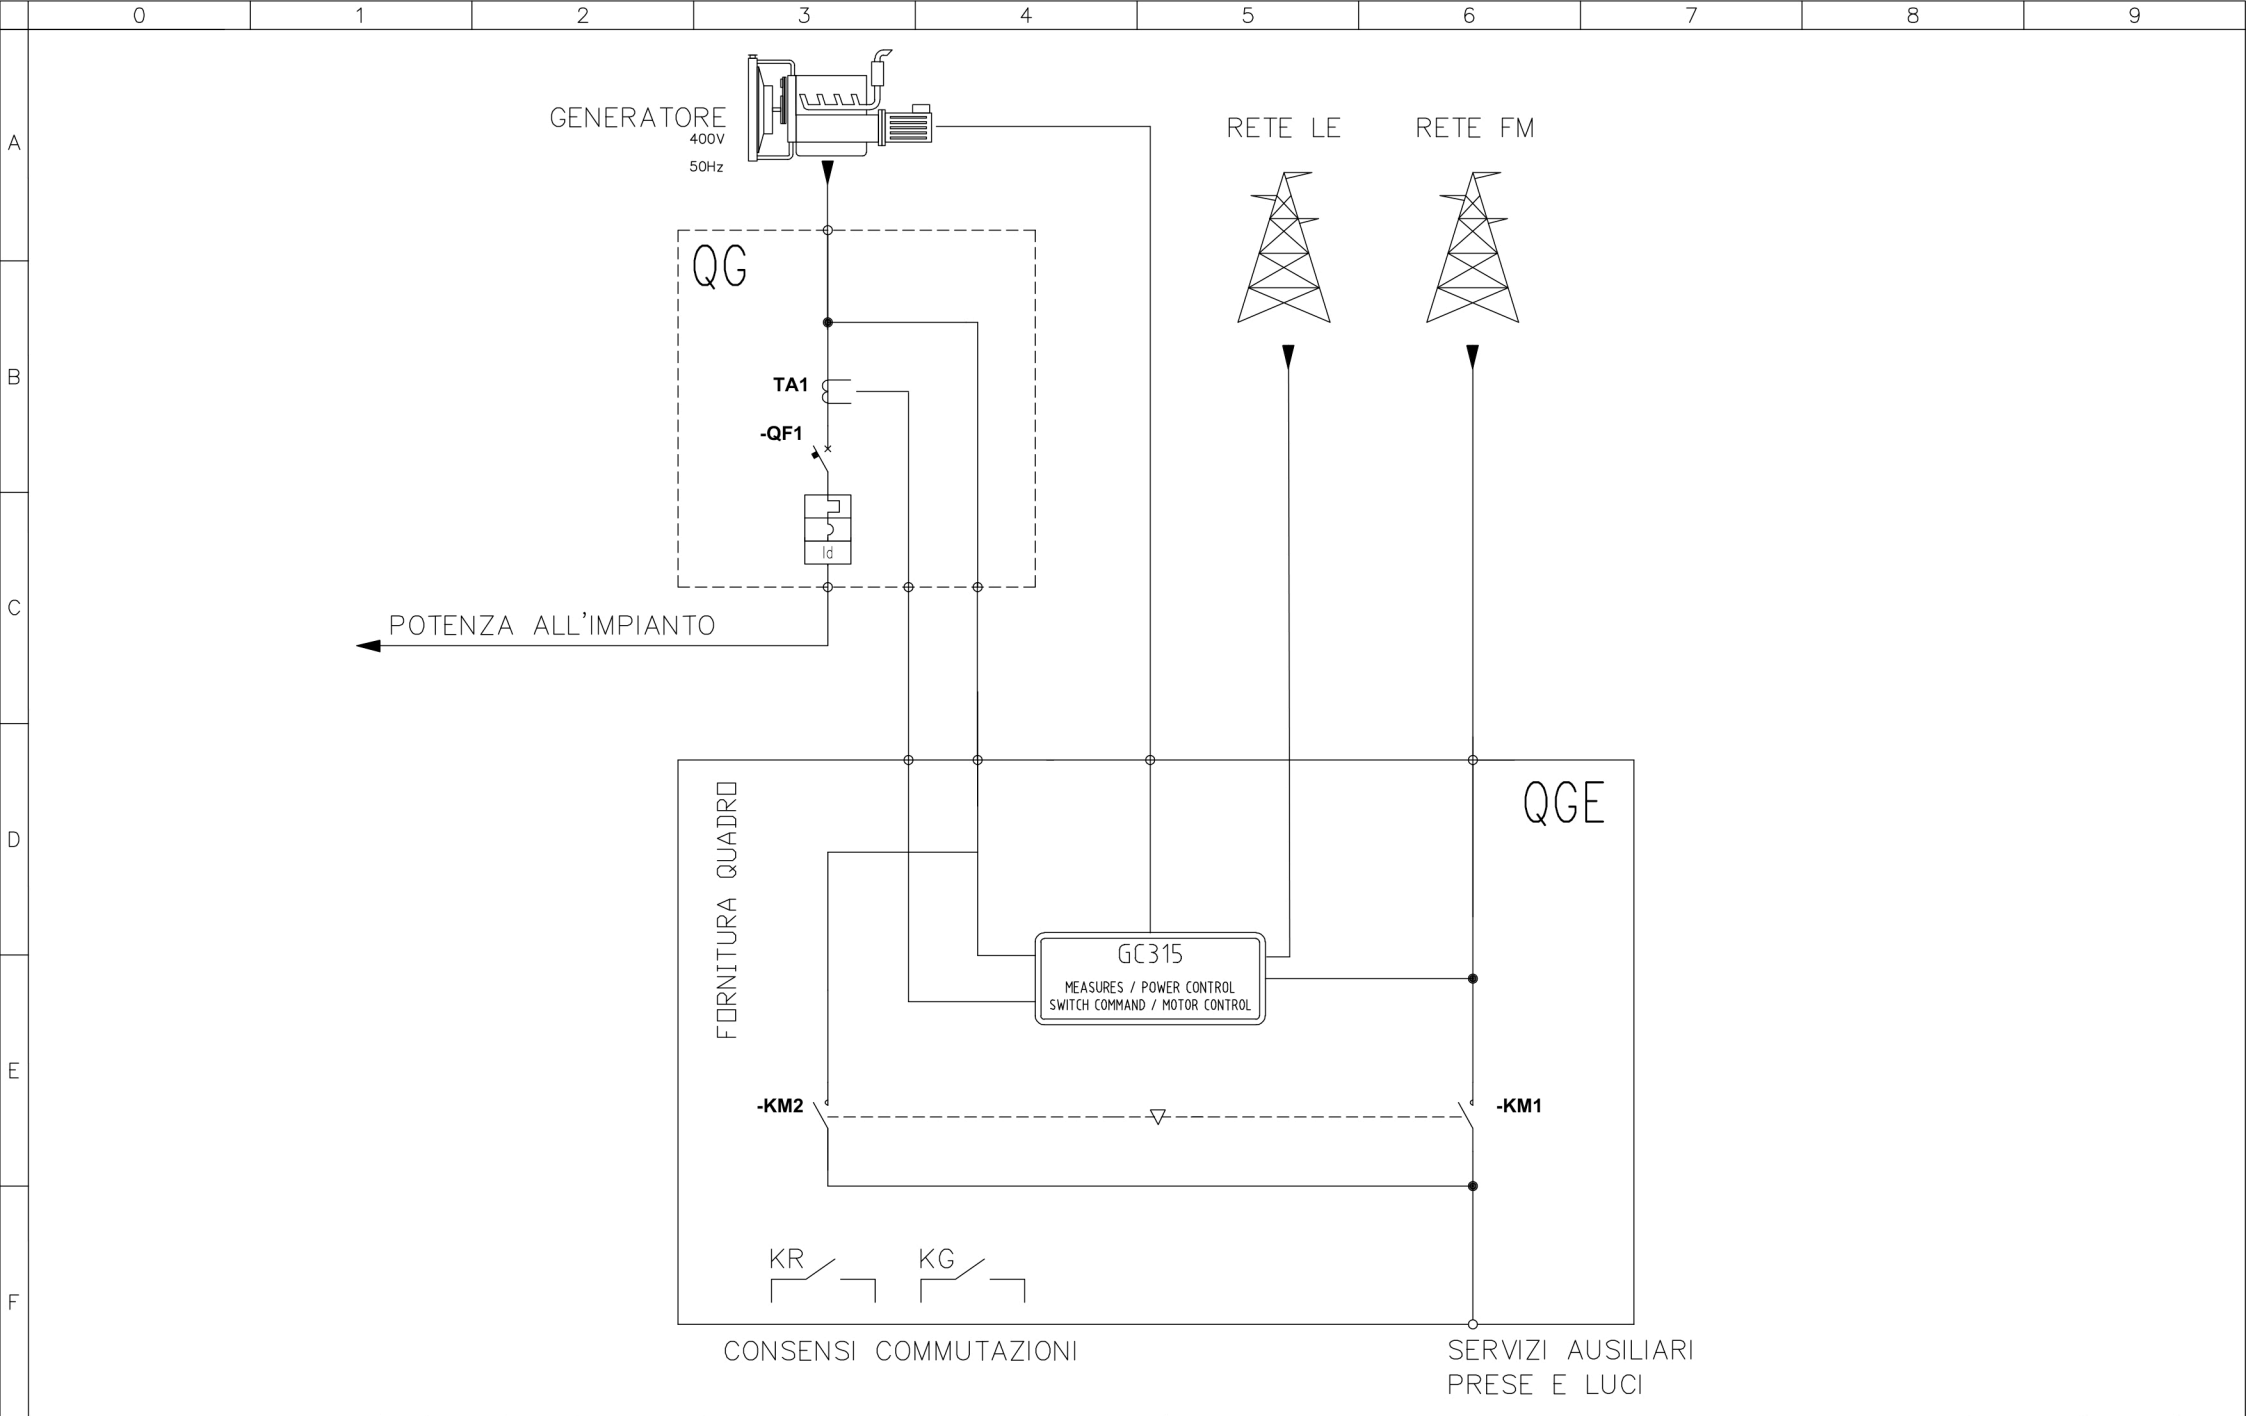 0 1 2 3 4 5 6 7 8 9
A
B
C
D
E
F
GENERATORE
400V
50Hz
RETE LE
RETE FM
QG
TA1
-QF1
Id
POTENZA ALL'IMPIANTO
QGE
FORNITURA QUADRO
GC315
MEASURES / POWER CONTROL
SWITCH COMMAND / MOTOR CONTROL
-KM2
-KM1
KR
KG
CONSENSI COMMUTAZIONI
SERVIZI AUSILIARI
PRESE E LUCI